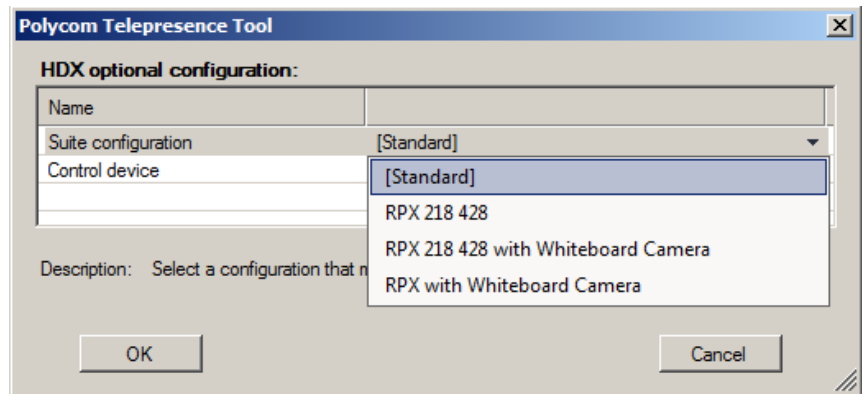 Polycom Telepresence Tool
HDX optional configuration:
Name
Suite configuration [Standard]
Control device
[Standard]
RPX 218 428
RPX 218 428 with Whiteboard Camera
RPX with Whiteboard Camera
Description: Select a configuration that
OK Cancel